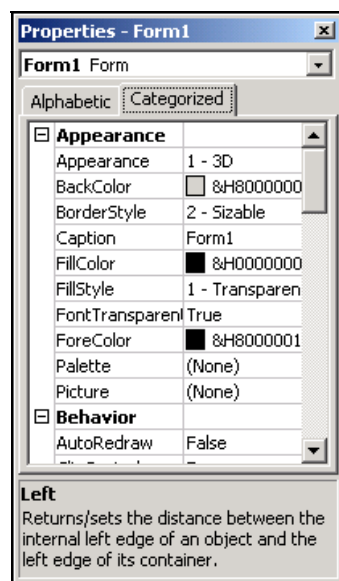 Properties - Form1
Form1 Form
Alphabetic Categorized
Appearance
Appearance 1 - 3D
BackColor &H8000000
BorderStyle 2 - Sizable
Caption Form1
FillColor &H0000000
FillStyle 1 - Transparen
FontTransparent True
ForeColor &H8000001
Palette (None)
Picture (None)
Behavior
AutoRedraw False
Left
Returns/sets the distance between the
internal left edge of an object and the
left edge of its container.